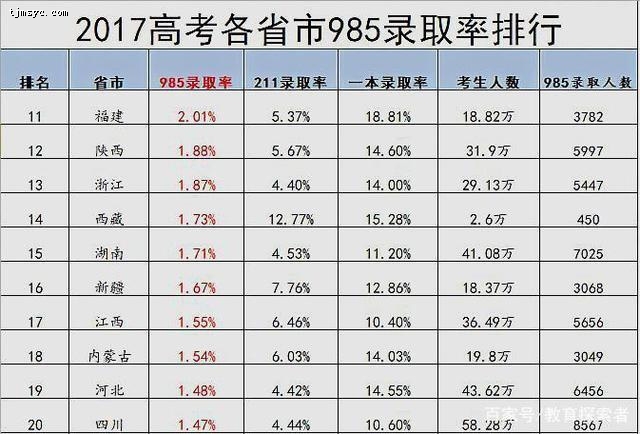 tjmsyc.com
2017高考各省市985录取率排行
排名 省市 985录取率 211录取率 一本录取率 考生人数 985录取人数
11 福建 2.01% 5.37% 18.81% 18.82万 3782
12 陕西 1.88% 5.67% 14.60% 31.9万 5997
13 浙江 1.87% 4.40% 14.00% 29.13万 5447
14 西藏 1.73% 12.77% 15.28% 2.6万 450
15 湖南 1.71% 4.53% 11.20% 41.08万 7025
16 新疆 1.67% 7.76% 12.86% 18.37万 3068
17 江西 1.55% 6.46% 10.40% 36.49万 5656
18 内蒙古 1.54% 6.03% 14.03% 19.8万 3049
19 河北 1.48% 4.42% 14.55% 43.62万 6456
20 四川 1.47% 4.44% 10.60% 58.28万 8567
百家号·教育探索者